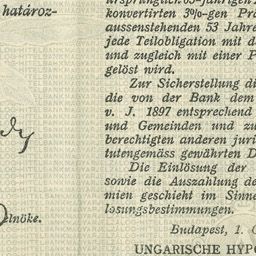 határoz-
elnöke.
ursprünglich 65-jährigen
konvertirten 3%-gen
aussenstehenden 53 Jahre
jede Teilobligation mit d
und zugleich mit einer P
gelöst wird.
Zur Sicherstellung di
die von der Bank dem
v. J. 1897 entsprechend
und Gemeinden und zu
berechtigten anderen juri
tutengemäss gewährten D
Die Einlösung der
sowie die Auszahlung de
mien geschieht im Sinne
losungsbestimmungen.
Budapest, 1. O
UNGARISCHE HYPO